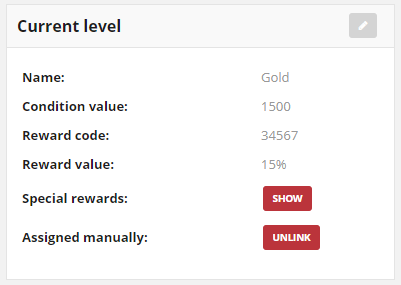 Current level
Name: Gold
Condition value: 1500
Reward code: 34567
Reward value: 15%
Special rewards: SHOW
Assigned manually: UNLINK